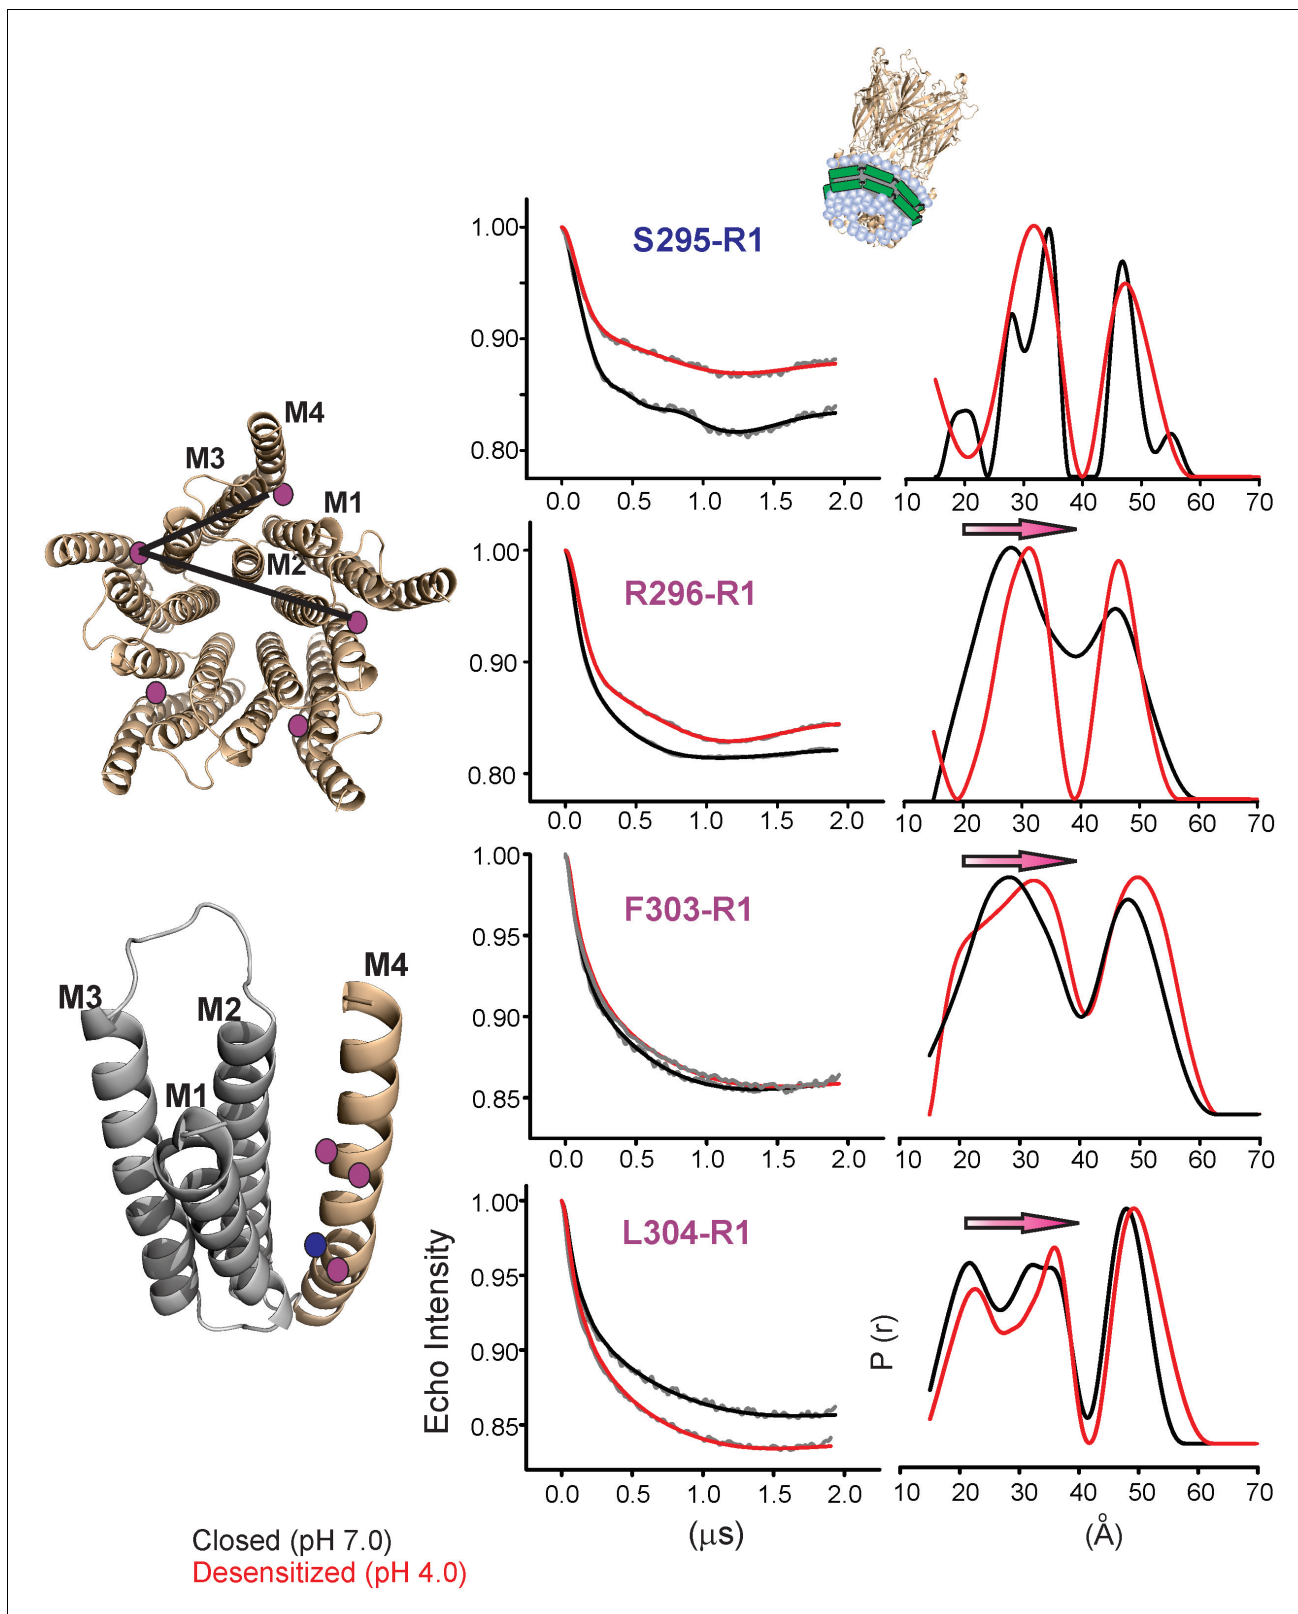 S295-R1
1.00
0.90
0.80
0.0 0.5 1.0 1.5 2.0
10 20 30 40 50 60 70
M4
M3
M1
M2
R296-R1
1.00
0.90
0.80
0.0 0.5 1.0 1.5 2.0
10 20 30 40 50 60 70
F303-R1
1.00
0.95
0.90
0.85
0.0 0.5 1.0 1.5 2.0
10 20 30 40 50 60 70
M4
M3
M2
M1
L304-R1
1.00
0.95
0.90
0.85
0.0 0.5 1.0 1.5 2.0
10 20 30 40 50 60 70
Echo Intensity
P (r)
(μs)
(Å)
Closed (pH 7.0)
Desensitized (pH 4.0)